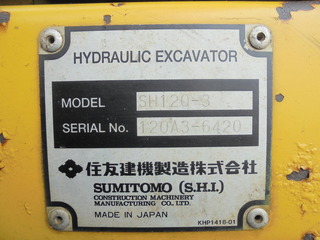 HYDRAULIC EXCAVATOR
MODEL SH120-3
SERIAL No. 120A3-6420
住友建機製造株式会社
SUMITOMO (S.H.I.)
CONSTRUCTION MACHINERY
MANUFACTURING CO., LTD.
MADE IN JAPAN
KHP1418-01